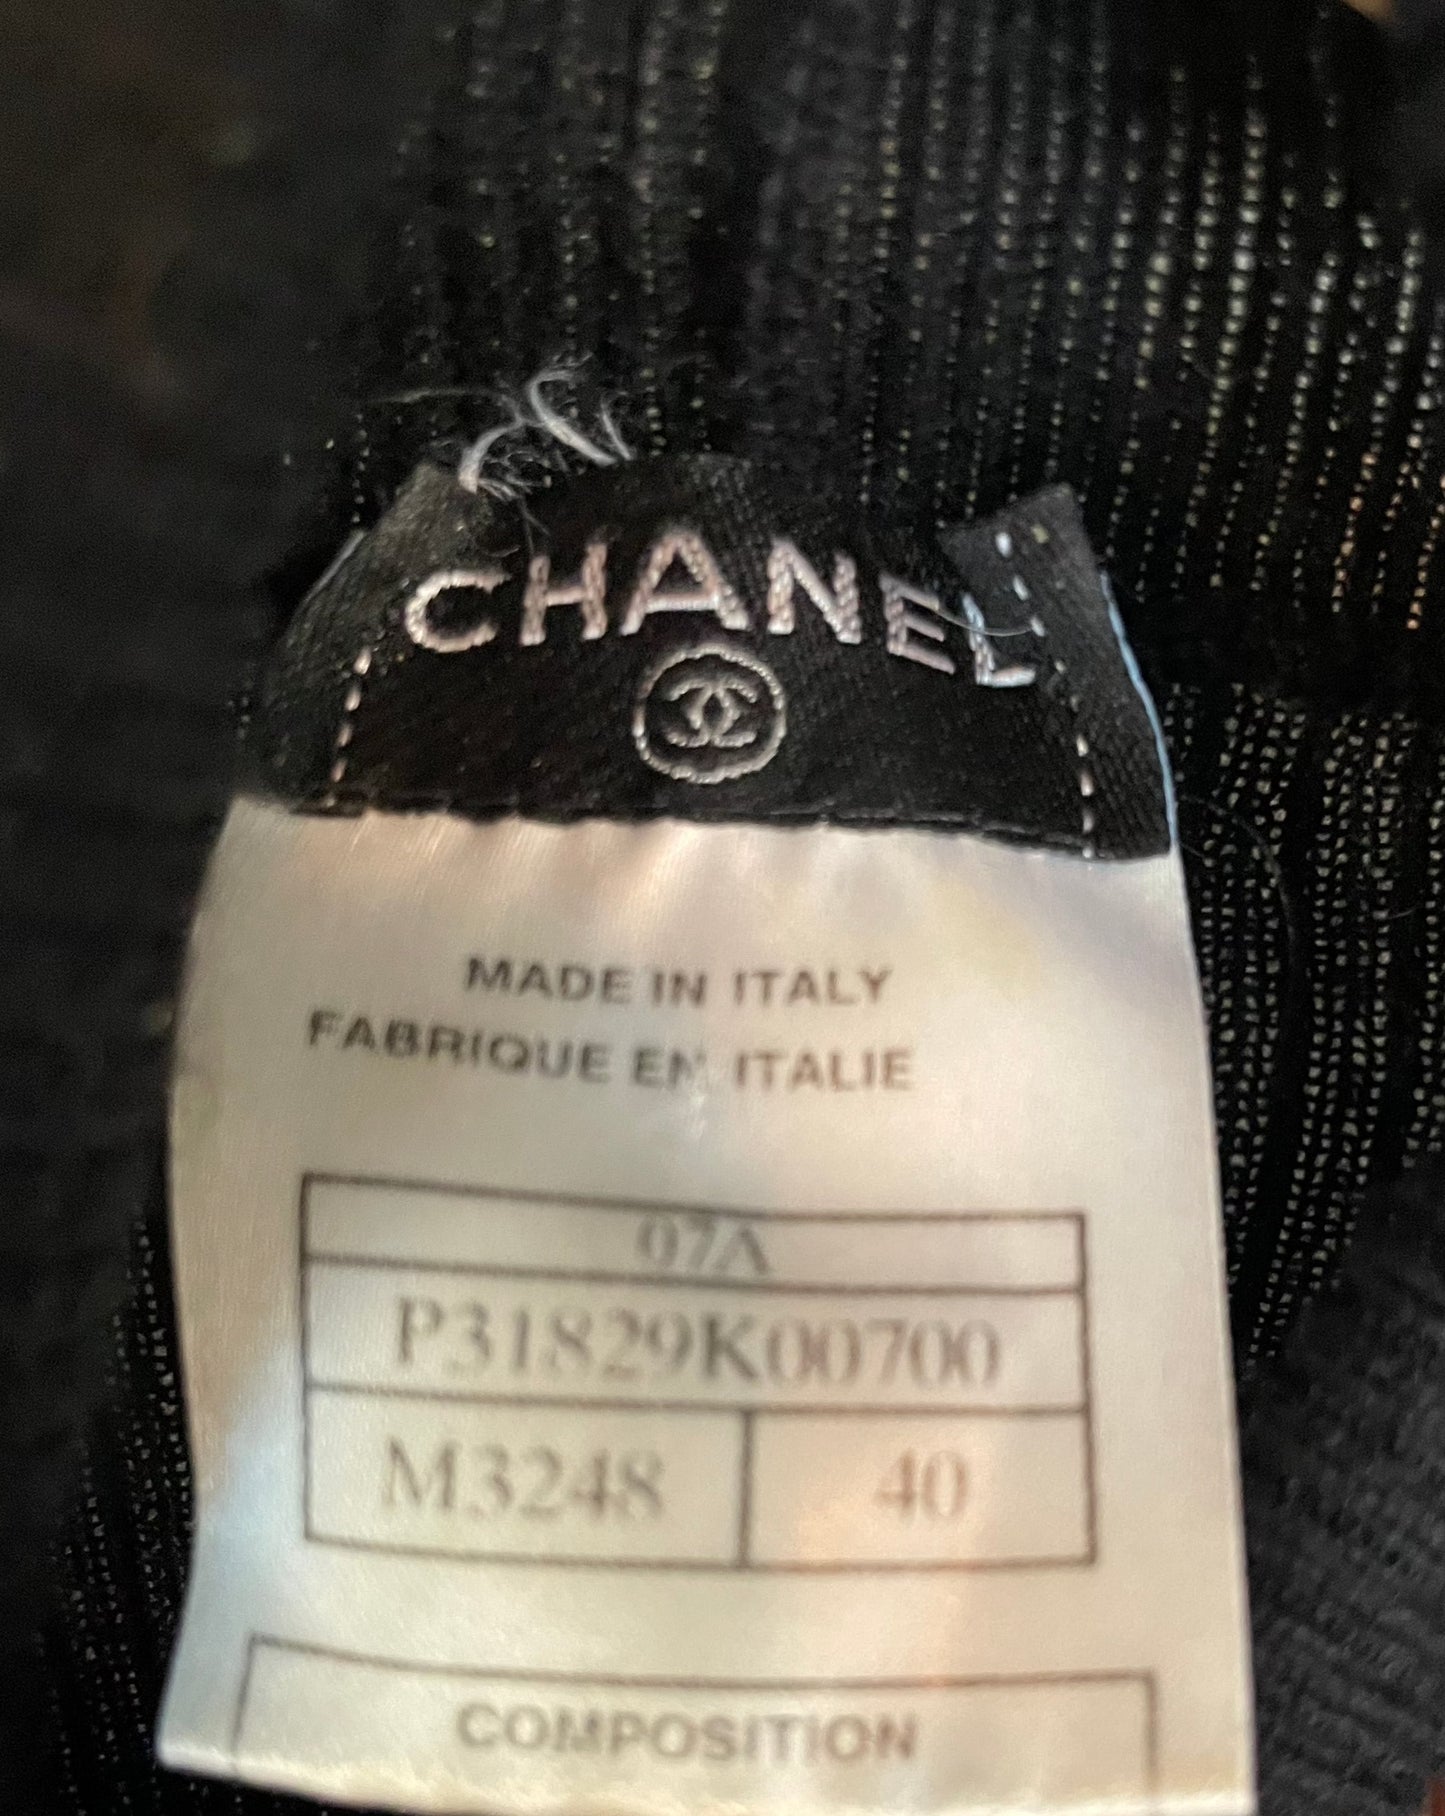 CHANEL
MADE IN ITALY
FABRIQUE EN ITALIE
07A
P31829K00700
M3248 40
COMPOSITION